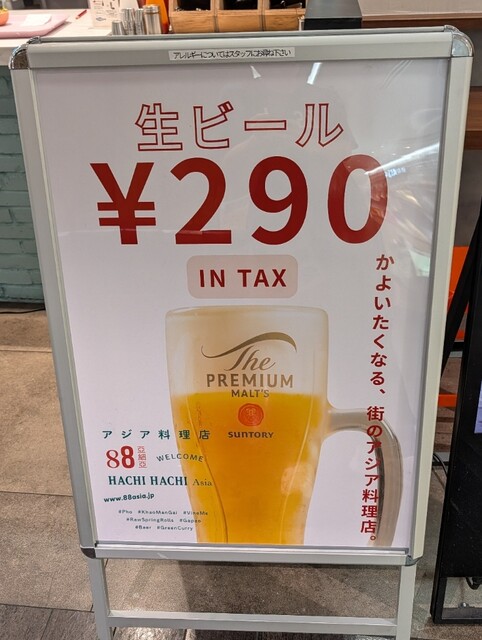 アレルギーについてはスタッフにお尋ね下さい
生ビール
¥290
IN TAX
かよいたくなる、街のアジア料理店。
The
PREMIUM
MALT'S
SUNTORY
アジア料理店
88 WELCOME
HACHI HACHI Asia
www.88asia.jp
#Pho #KhaoManGai #VinoMe
#RawSpringRolls #Gapao
#Beer #GreenCurry